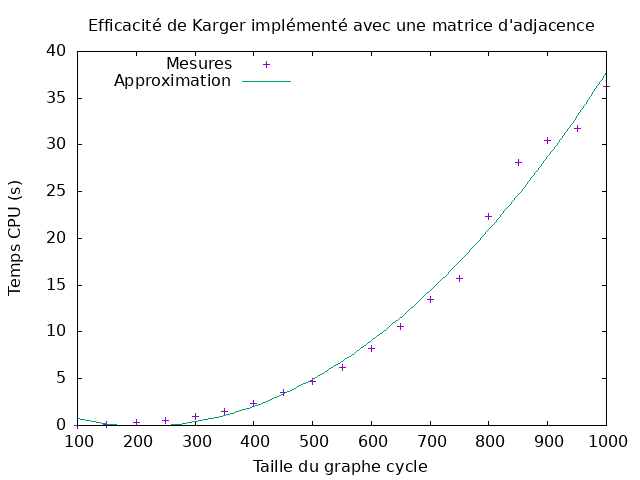 Efficacité de Karger implémenté avec une matrice d'adjacence
40
35
30
25
20
15
10
5
0
Temps CPU (s)
Mesures
Approximation
100 200 300 400 500 600 700 800 900 1000
Taille du graphe cycle